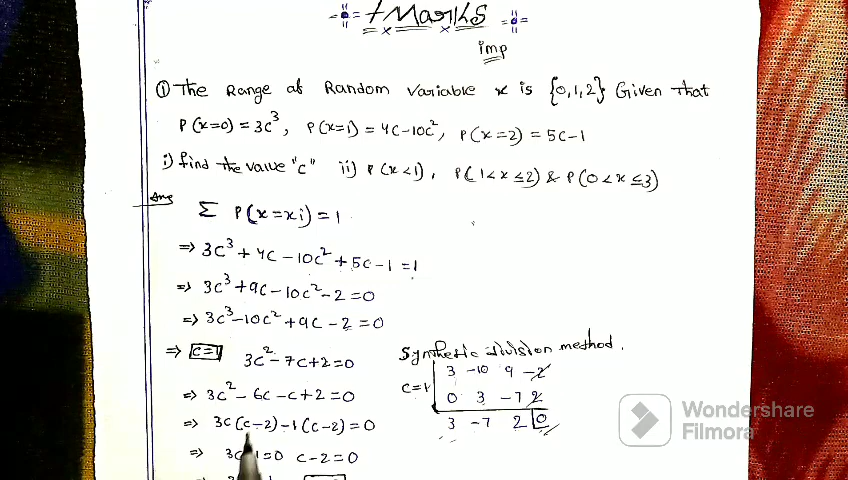 7 Marks
imp
① The Range of Random Variable x is {0,1,2} Given that
P(x=0) = 3C³, P(x=1) = 4C-10C², P(x=2) = 5C-1
i) find the value "c" ii) P(x<1), P(1<x≤2) & P(0<x≤3)
Ans
Σ P(x=xi) = 1
⇒ 3C³ + 4C - 10C² + 5C - 1 = 1
⇒ 3C³ + 9C - 10C² - 2 = 0
⇒ 3C³ - 10C² + 9C - 2 = 0
⇒ C=1 3C² - 7C + 2 = 0
Synthetic division method.
3 -10 9 -2
C=1
0 3 -7 2
3 -7 2 0
⇒ 3C² - 6C - C + 2 = 0
⇒ 3C(C-2) - 1(C-2) = 0
⇒ 3C 1=0 C-2=0
Wondershare
Filmora